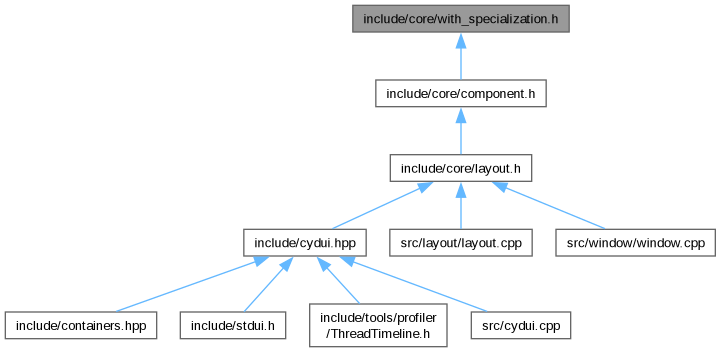 include/core/with_specialization.h
include/core/component.h
include/core/layout.h
include/cydui.hpp
src/layout/layout.cpp
src/window/window.cpp
include/containers.hpp
include/stdui.h
include/tools/profiler
/ThreadTimeline.h
src/cydui.cpp